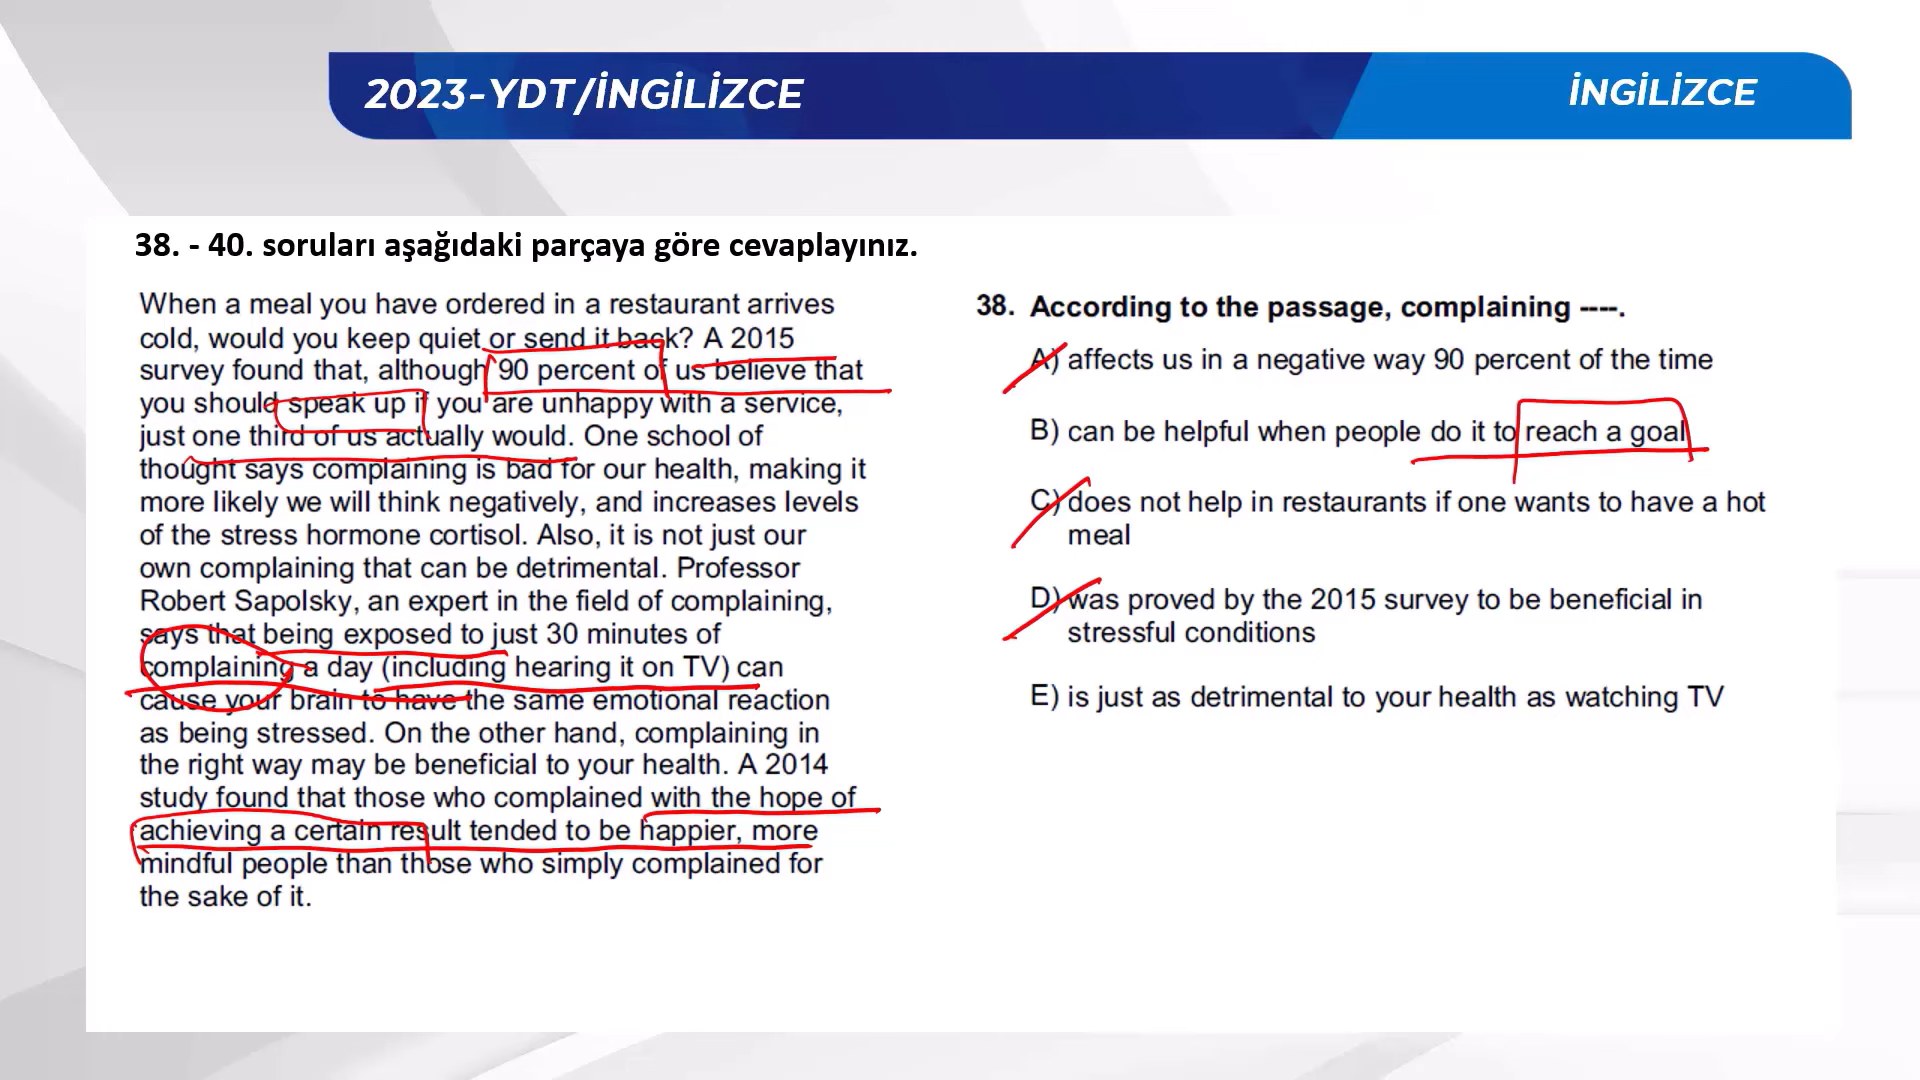 2023-YDT/İNGİLİZCE
İNGİLİZCE
38. - 40. soruları aşağıdaki parçaya göre cevaplayınız.
When a meal you have ordered in a restaurant arrives
cold, would you keep quiet or send it back? A 2015
survey found that, although 90 percent of us believe that
you should speak up if you are unhappy with a service,
just one third of us actually would. One school of
thought says complaining is bad for our health, making it
more likely we will think negatively, and increases levels
of the stress hormone cortisol. Also, it is not just our
own complaining that can be detrimental. Professor
Robert Sapolsky, an expert in the field of complaining,
says that being exposed to just 30 minutes of
complaining a day (including hearing it on TV) can
cause your brain to have the same emotional reaction
as being stressed. On the other hand, complaining in
the right way may be beneficial to your health. A 2014
study found that those who complained with the hope of
achieving a certain result tended to be happier, more
mindful people than those who simply complained for
the sake of it.
38. According to the passage, complaining ----.
A) affects us in a negative way 90 percent of the time
B) can be helpful when people do it to reach a goal
C) does not help in restaurants if one wants to have a hot
meal
D) was proved by the 2015 survey to be beneficial in
stressful conditions
E) is just as detrimental to your health as watching TV